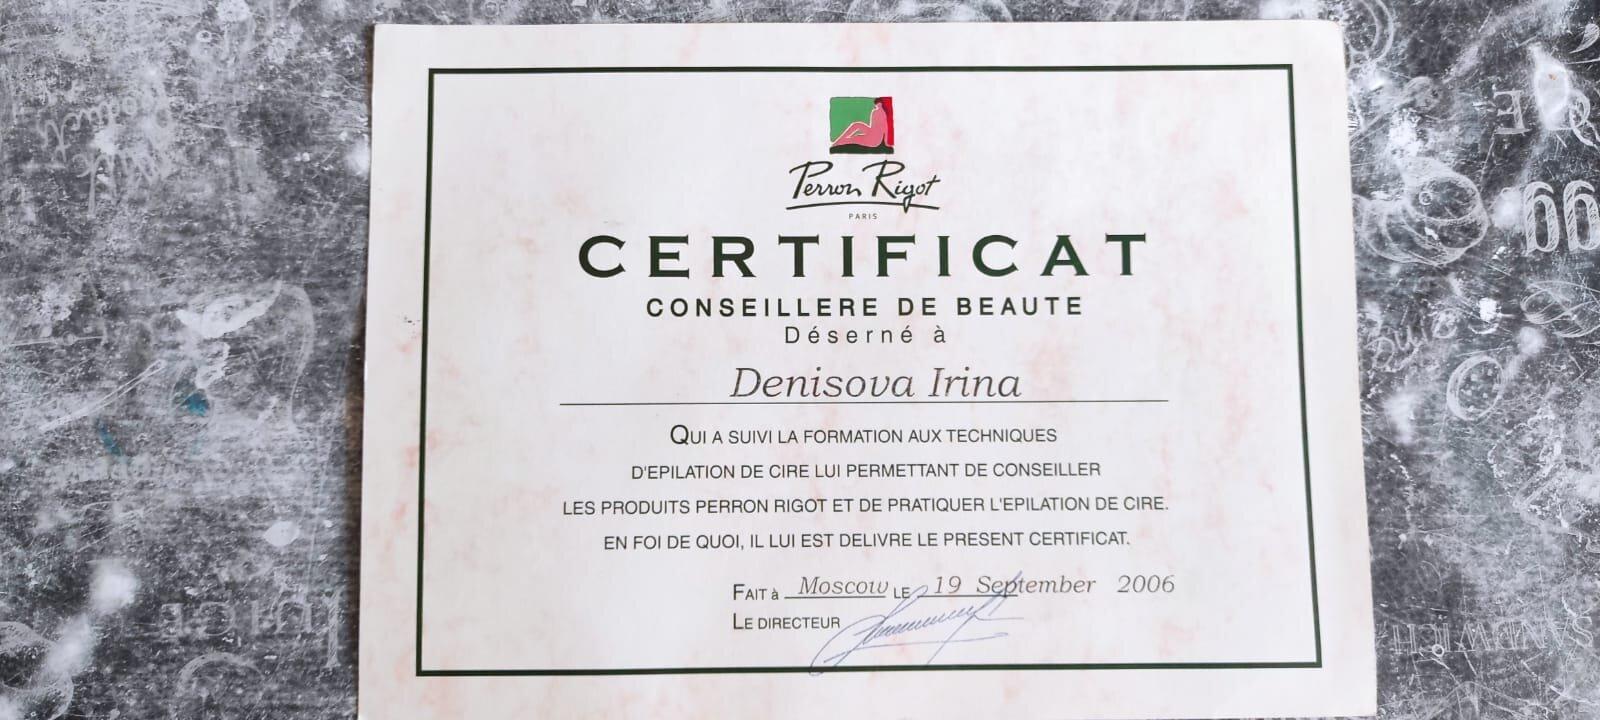 Perron Rigot
PARIS
CERTIFICAT
CONSEILLERE DE BEAUTE
Déserné à
Denisova Irina
QUI A SUIVI LA FORMATION AUX TECHNIQUES
D'EPILATION DE CIRE LUI PERMETTANT DE CONSEILLER
LES PRODUITS PERRON RIGOT ET DE PRATIQUER L'EPILATION DE CIRE.
EN FOI DE QUOI, IL LUI EST DELIVRE LE PRESENT CERTIFICAT.
FAIT à Moscow LE 19 September 2006
LE DIRECTEUR